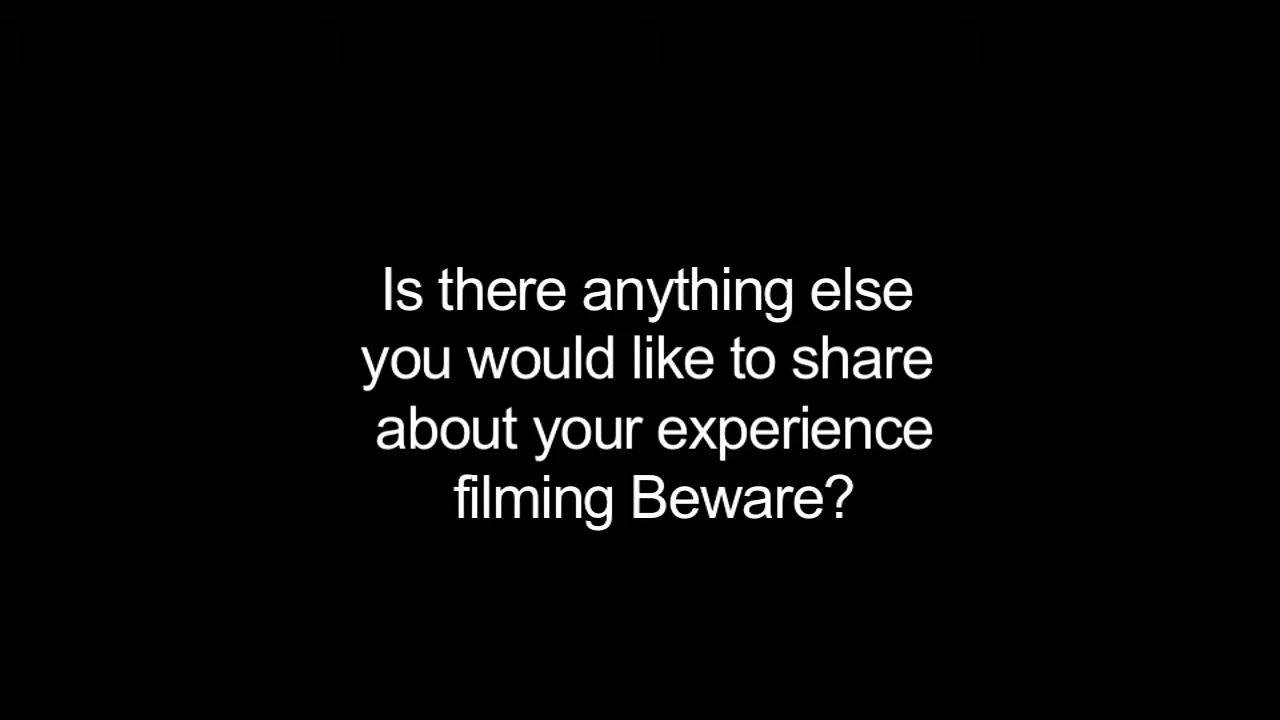 Is there anything else
you would like to share
about your experience
filming Beware?